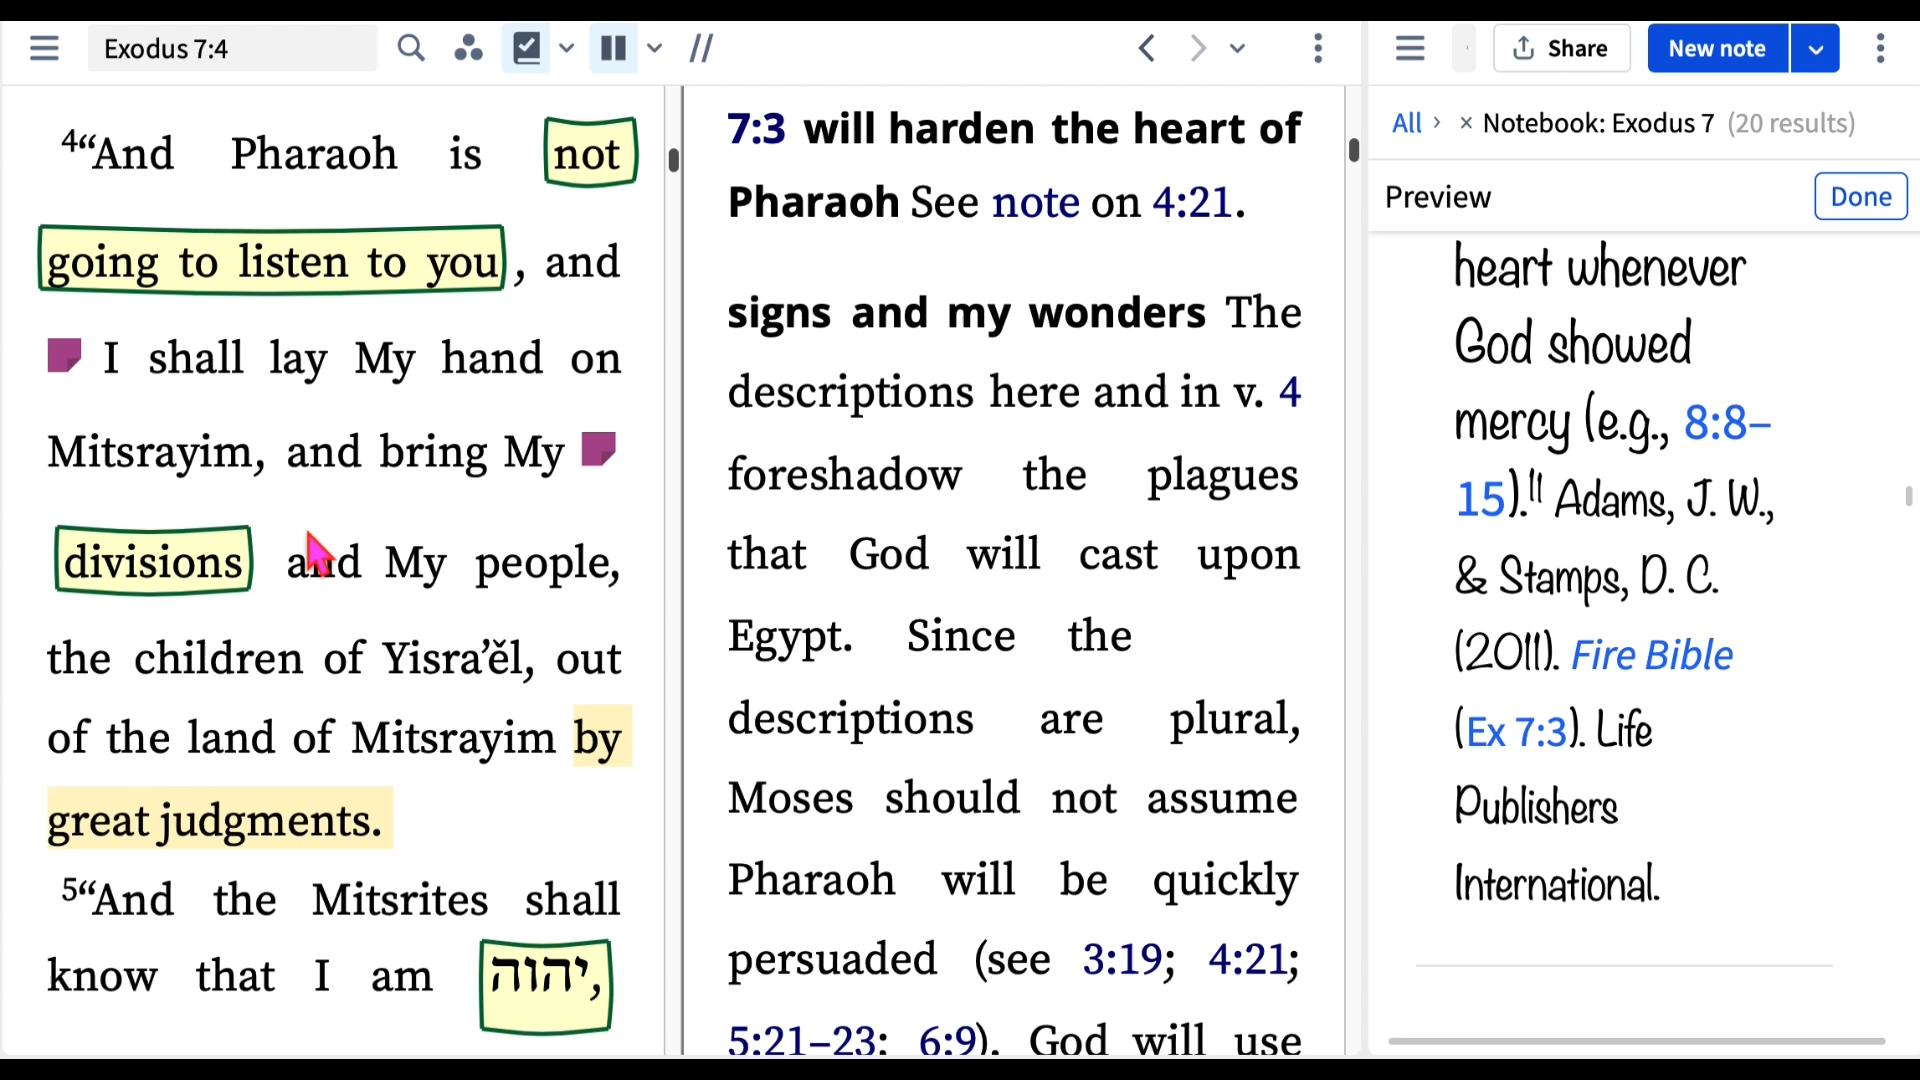 Exodus 7:4
⁴“And Pharaoh is not
going to listen to you, and
I shall lay My hand on
Mitsrayim, and bring My
divisions and My people,
the children of Yisra’ĕl, out
of the land of Mitsrayim by
great judgments.
⁵“And the Mitsrites shall
know that I am יהוה,
7:3 will harden the heart of
Pharaoh See note on 4:21.
signs and my wonders The
descriptions here and in v. 4
foreshadow the plagues
that God will cast upon
Egypt. Since the
descriptions are plural,
Moses should not assume
Pharaoh will be quickly
persuaded (see 3:19; 4:21;
5:21–23; 6:9). God will use
Share
New note
All › × Notebook: Exodus 7 (20 results)
Preview
Done
heart whenever
God showed
mercy (e.g., 8:8–
15).” Adams, J. W.,
& Stamps, D. C.
(2011). Fire Bible
(Ex 7:3). Life
Publishers
International.